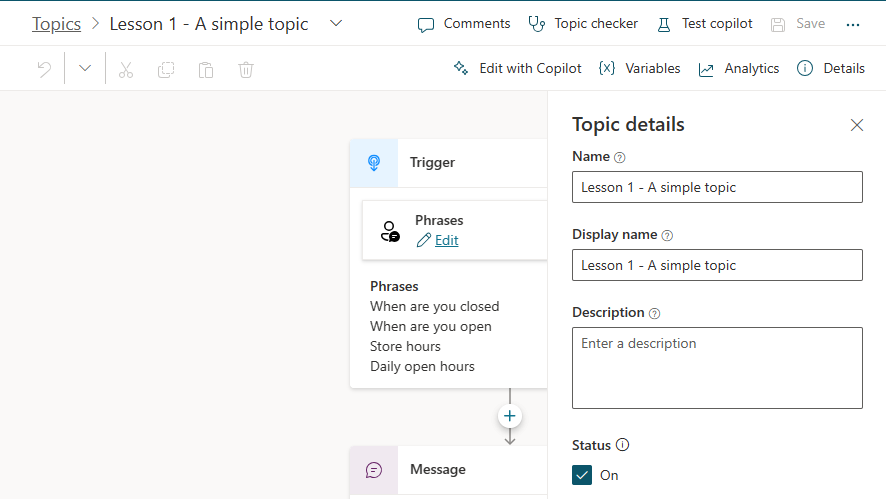 Topics > Lesson 1 - A simple topic
Comments
Topic checker
Test copilot
Save
...
Edit with Copilot
{x} Variables
Analytics
Details
Trigger
Phrases
Edit
Phrases
When are you closed
When are you open
Store hours
Daily open hours
Message
Topic details
Name
Lesson 1 - A simple topic
Display name
Lesson 1 - A simple topic
Description
Enter a description
Status
On